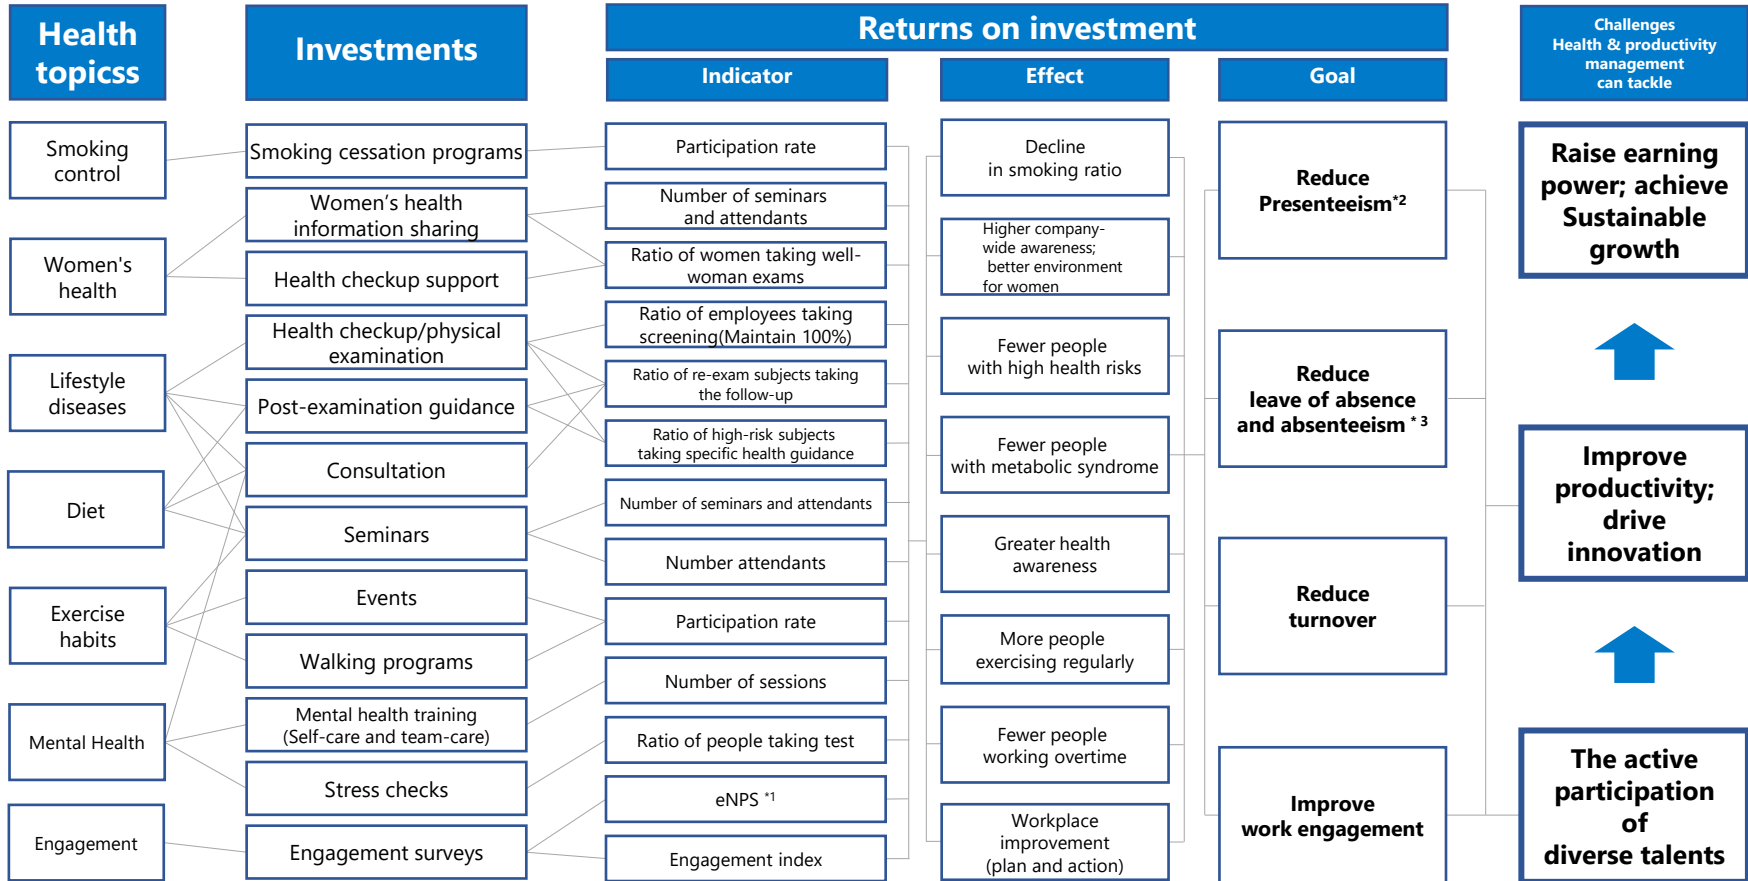 Health
topicss
Investments
Returns on investment
Indicator
Effect
Goal
Challenges
Health & productivity
management
can tackle
Smoking
control
Women's
health
Lifestyle
diseases
Diet
Exercise
habits
Mental Health
Engagement
Smoking cessation programs
Women’s health
information sharing
Health checkup support
Health checkup/physical
examination
Post-examination guidance
Consultation
Seminars
Events
Walking programs
Mental health training
(Self-care and team-care)
Stress checks
Engagement surveys
Participation rate
Number of seminars
and attendants
Ratio of women taking well-
woman exams
Ratio of employees taking
screening(Maintain 100%)
Ratio of re-exam subjects taking
the follow-up
Ratio of high-risk subjects
taking specific health guidance
Number of seminars and attendants
Number attendants
Participation rate
Number of sessions
Ratio of people taking test
eNPS *1
Engagement index
Decline
in smoking ratio
Higher company-
wide awareness;
better environment
for women
Fewer people
with high health risks
Fewer people
with metabolic syndrome
Greater health
awareness
More people
exercising regularly
Fewer people
working overtime
Workplace
improvement
(plan and action)
Reduce
Presenteeism*2
Reduce
leave of absence
and absenteeism * 3
Reduce
turnover
Improve
work engagement
Raise earning
power; achieve
Sustainable
growth
Improve
productivity;
drive
innovation
The active
participation
of
diverse talents